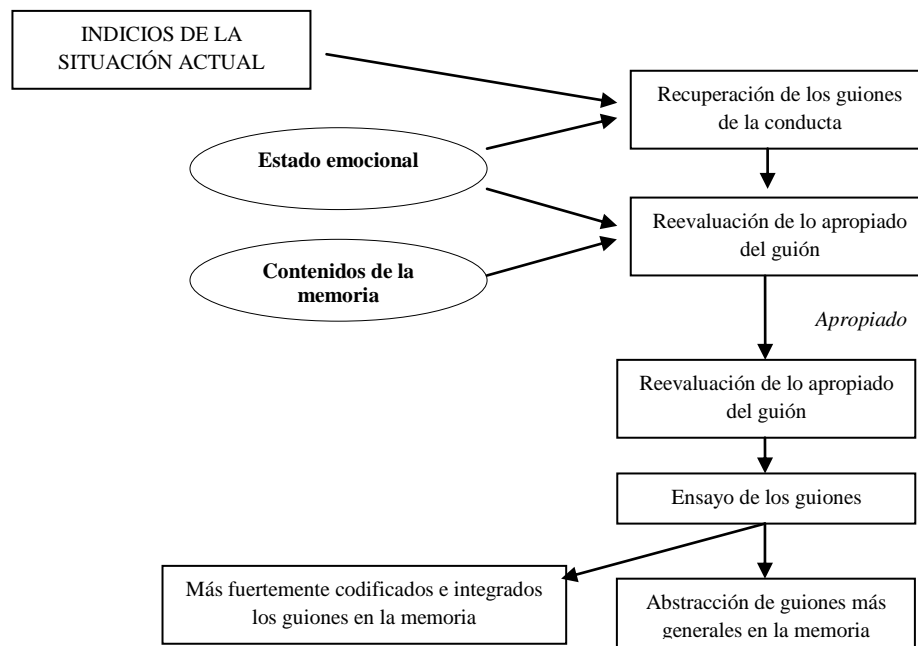 INDICIOS DE LA
SITUACIÓN ACTUAL
Recuperación de los guiones
de la conducta
Estado emocional
Reevaluación de lo apropiado
del guión
Contenidos de la
memoria
Apropiado
Reevaluación de lo apropiado
del guión
Ensayo de los guiones
Más fuertemente codificados e integrados
los guiones en la memoria
Abstracción de guiones más
generales en la memoria